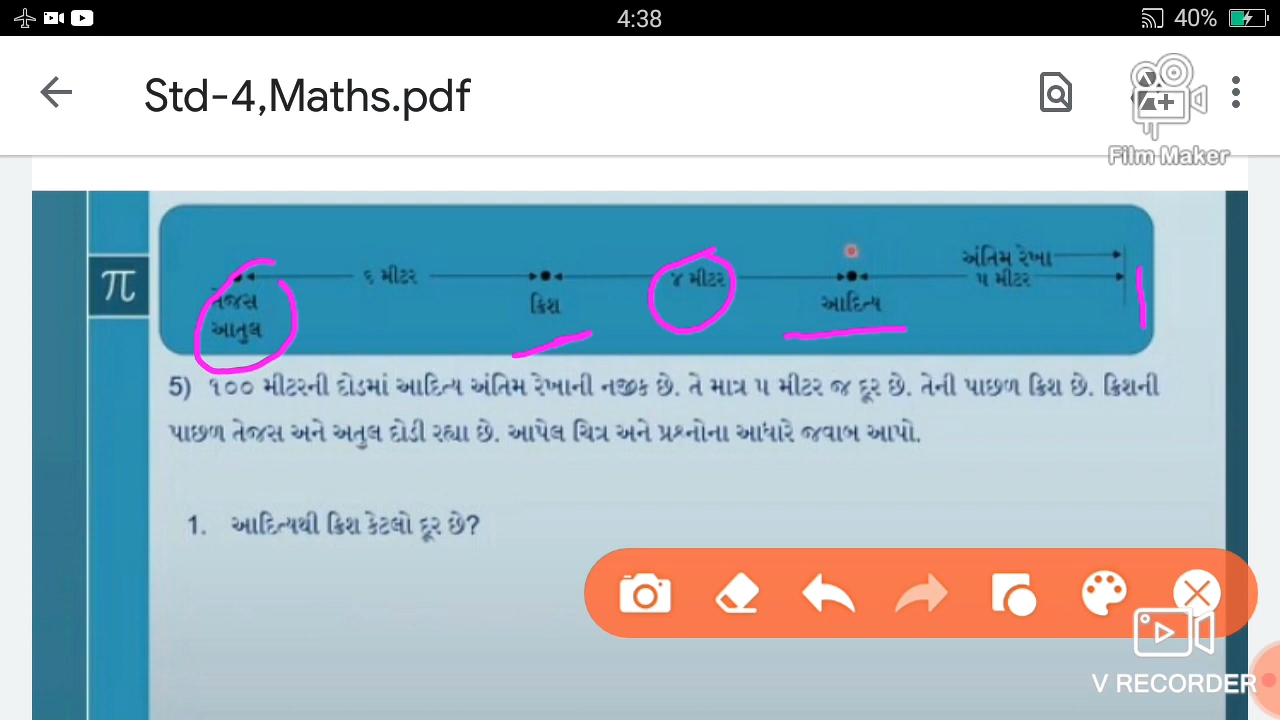 4:38
40%
Std-4,Maths.pdf
Film Maker
π
અંતિમ રેખા
૬ મીટર
૪ મીટર
૫ મીટર
તેજસ
ક્રિશ
આદિત્ય
આતુલ
5) ૧૦૦ મીટરની દોડમાં આદિત્ય અંતિમ રેખાની નજીક છે. તે માત્ર ૫ મીટર જ દૂર છે. તેની પાછળ ક્રિશ છે. ક્રિશની
પાછળ તેજસ અને અતુલ દોડી રહ્યા છે. આપેલ ચિત્ર અને પ્રશ્નોના આધારે જવાબ આપો.
1. આદિત્યથી ક્રિશ કેટલો દૂર છે?
V RECORDER